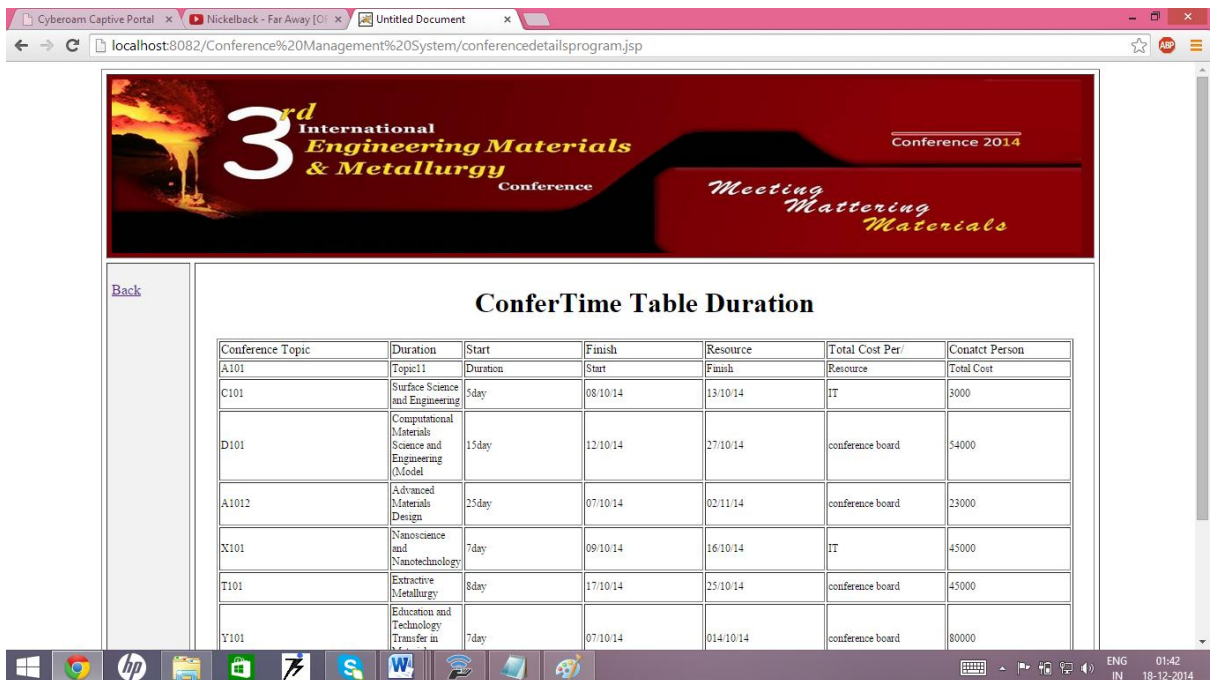 Cyberoam Captive Portal
Nickelback - Far Away [OF
Untitled Document
localhost:8082/Conference%20Management%20System/conferencedetailsprogram.jsp
ABP
3rd
International
Engineering Materials
& Metallurgy
Conference
Conference 2014
Meeting
Mattering
Materials
Back
ConferTime Table Duration
Conference Topic Duration Start Finish Resource Total Cost Per/ Conatct Person
A101 Topic11 Duration Start Finish Resource Total Cost
C101 Surface Science and Engineering 5day 08/10/14 13/10/14 IT 3000
D101 Computational Materials Science and Engineering (Model 15day 12/10/14 27/10/14 conference board 54000
A1012 Advanced Materials Design 25day 07/10/14 02/11/14 conference board 23000
X101 Nanoscience and Nanotechnology 7day 09/10/14 16/10/14 IT 45000
T101 Extractive Metallurgy 8day 17/10/14 25/10/14 conference board 45000
Y101 Education and Technology Transfer in 7day 07/10/14 014/10/14 conference board 80000
hp
ENG 01:42
IN 18-12-2014